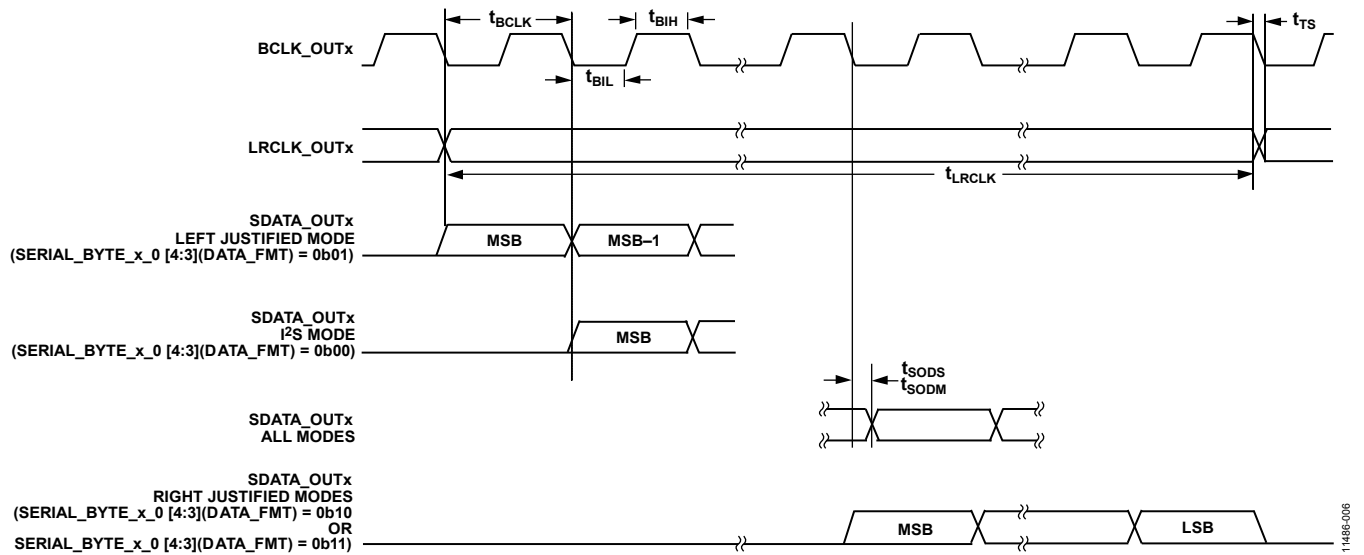 tBCLK
tBIH
tTS
BCLK_OUTx
tBIL
LRCLK_OUTx
tLRCLK
SDATA_OUTx
LEFT JUSTIFIED MODE
(SERIAL_BYTE_x_0 [4:3](DATA_FMT) = 0b01)
MSB
MSB–1
SDATA_OUTx
I2S MODE
(SERIAL_BYTE_x_0 [4:3](DATA_FMT) = 0b00)
MSB
tSODS
tSODM
SDATA_OUTx
ALL MODES
SDATA_OUTx
RIGHT JUSTIFIED MODES
(SERIAL_BYTE_x_0 [4:3](DATA_FMT) = 0b10
OR
SERIAL_BYTE_x_0 [4:3](DATA_FMT) = 0b11)
MSB
LSB
11486-006